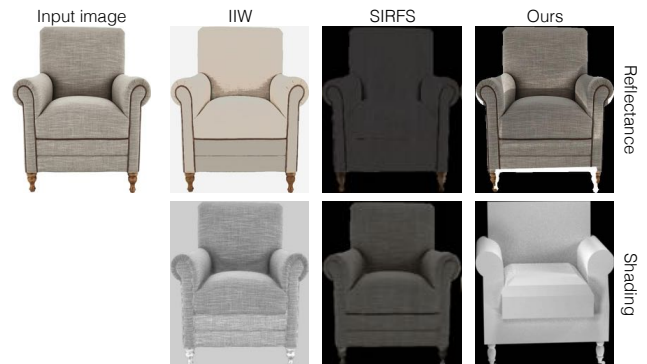 Input image
IIW
SIRFS
Ours
Reflectance
Shading